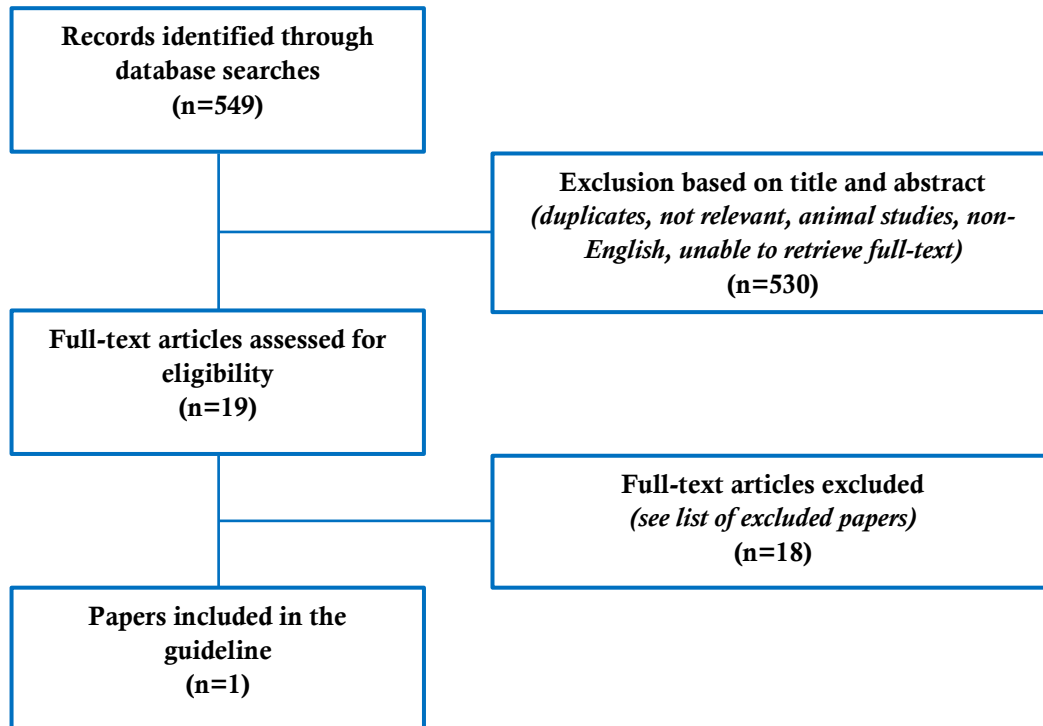 Records identified through
database searches
(n=549)
Exclusion based on title and abstract
(duplicates, not relevant, animal studies, non-
English, unable to retrieve full-text)
(n=530)
Full-text articles assessed for
eligibility
(n=19)
Full-text articles excluded
(see list of excluded papers)
(n=18)
Papers included in the
guideline
(n=1)